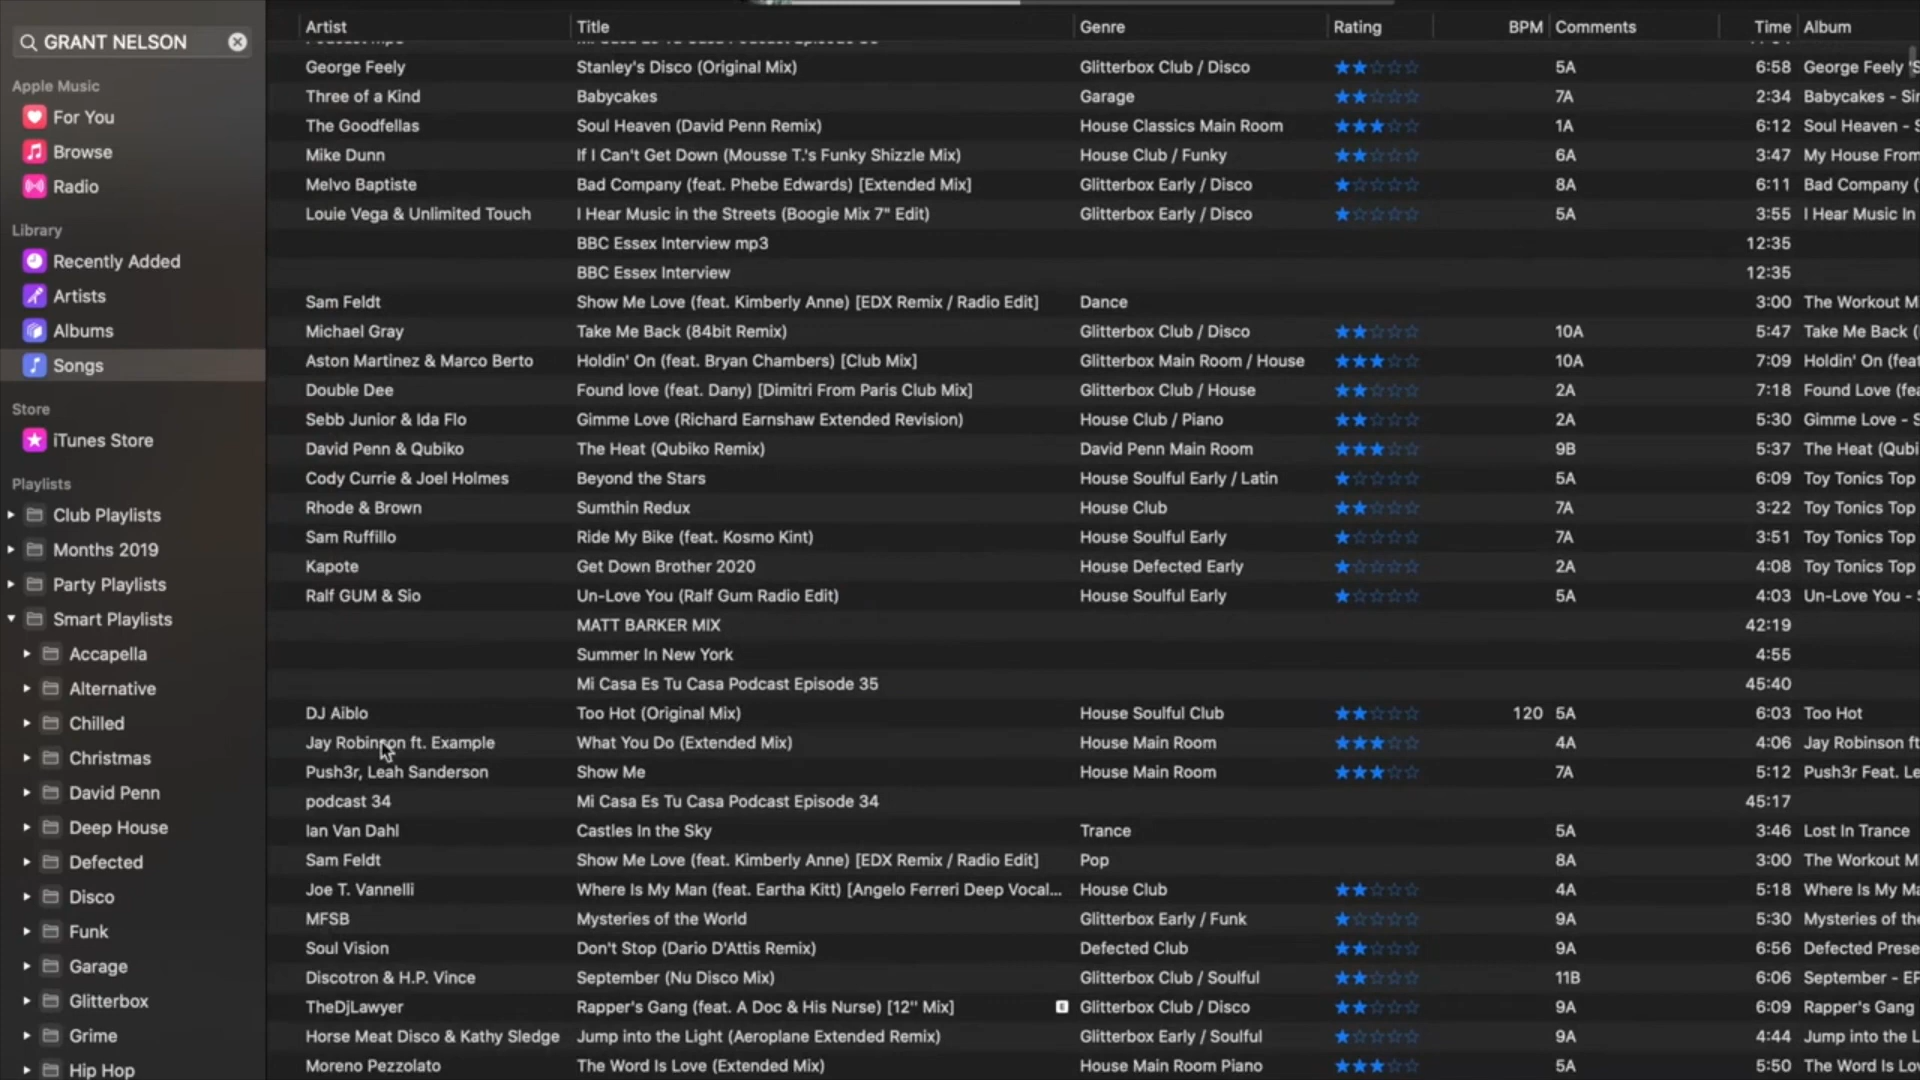 GRANT NELSON
Apple Music
For You
Browse
Radio
Library
Recently Added
Artists
Albums
Songs
Store
iTunes Store
Playlists
Club Playlists
Months 2019
Party Playlists
Smart Playlists
Accapella
Alternative
Chilled
Christmas
David Penn
Deep House
Defected
Disco
Funk
Garage
Glitterbox
Grime
Hip Hop
Artist Title Genre Rating BPM Comments Time Album
George Feely Stanley's Disco (Original Mix) Glitterbox Club / Disco 5A 6:58 George Feely 'S
Three of a Kind Babycakes Garage 7A 2:34 Babycakes - Sin
The Goodfellas Soul Heaven (David Penn Remix) House Classics Main Room 1A 6:12 Soul Heaven - S
Mike Dunn If I Can't Get Down (Mousse T.'s Funky Shizzle Mix) House Club / Funky 6A 3:47 My House From
Melvo Baptiste Bad Company (feat. Phebe Edwards) [Extended Mix] Glitterbox Early / Disco 8A 6:11 Bad Company (
Louie Vega & Unlimited Touch I Hear Music in the Streets (Boogie Mix 7" Edit) Glitterbox Early / Disco 5A 3:55 I Hear Music In
BBC Essex Interview mp3 12:35
BBC Essex Interview 12:35
Sam Feldt Show Me Love (feat. Kimberly Anne) [EDX Remix / Radio Edit] Dance 3:00 The Workout M
Michael Gray Take Me Back (84bit Remix) Glitterbox Club / Disco 10A 5:47 Take Me Back (
Aston Martinez & Marco Berto Holdin' On (feat. Bryan Chambers) [Club Mix] Glitterbox Main Room / House 10A 7:09 Holdin' On (feat
Double Dee Found love (feat. Dany) [Dimitri From Paris Club Mix] Glitterbox Club / House 2A 7:18 Found Love (fea
Sebb Junior & Ida Flo Gimme Love (Richard Earnshaw Extended Revision) House Club / Piano 2A 5:30 Gimme Love - S
David Penn & Qubiko The Heat (Qubiko Remix) David Penn Main Room 9B 5:37 The Heat (Qubi
Cody Currie & Joel Holmes Beyond the Stars House Soulful Early / Latin 5A 6:09 Toy Tonics Top
Rhode & Brown Sumthin Redux House Club 7A 3:22 Toy Tonics Top
Sam Ruffillo Ride My Bike (feat. Kosmo Kint) House Soulful Early 7A 3:51 Toy Tonics Top
Kapote Get Down Brother 2020 House Defected Early 2A 4:08 Toy Tonics Top
Ralf GUM & Sio Un-Love You (Ralf Gum Radio Edit) House Soulful Early 5A 4:03 Un-Love You - S
MATT BARKER MIX 42:19
Summer In New York 4:55
Mi Casa Es Tu Casa Podcast Episode 35 45:40
DJ Aiblo Too Hot (Original Mix) House Soulful Club 120 5A 6:03 Too Hot
Jay Robinson ft. Example What You Do (Extended Mix) House Main Room 4A 4:06 Jay Robinson ft
Push3r, Leah Sanderson Show Me House Main Room 7A 5:12 Push3r Feat. Le
podcast 34 Mi Casa Es Tu Casa Podcast Episode 34 45:17
Ian Van Dahl Castles In the Sky Trance 5A 3:46 Lost In Trance
Sam Feldt Show Me Love (feat. Kimberly Anne) [EDX Remix / Radio Edit] Pop 8A 3:00 The Workout M
Joe T. Vannelli Where Is My Man (feat. Eartha Kitt) [Angelo Ferreri Deep Vocal... House Club 4A 5:18 Where Is My Ma
MFSB Mysteries of the World Glitterbox Early / Funk 9A 5:30 Mysteries of the
Soul Vision Don't Stop (Dario D'Attis Remix) Defected Club 9A 6:56 Defected Prese
Discotron & H.P. Vince September (Nu Disco Mix) Glitterbox Club / Soulful 11B 6:06 September - EP
TheDjLawyer Rapper's Gang (feat. A Doc & His Nurse) [12" Mix] E Glitterbox Club / Disco 9A 6:09 Rapper's Gang
Horse Meat Disco & Kathy Sledge Jump into the Light (Aeroplane Extended Remix) Glitterbox Early / Soulful 9A 4:44 Jump into the L
Moreno Pezzolato The Word Is Love (Extended Mix) House Main Room Piano 5A 5:50 The Word Is Lov